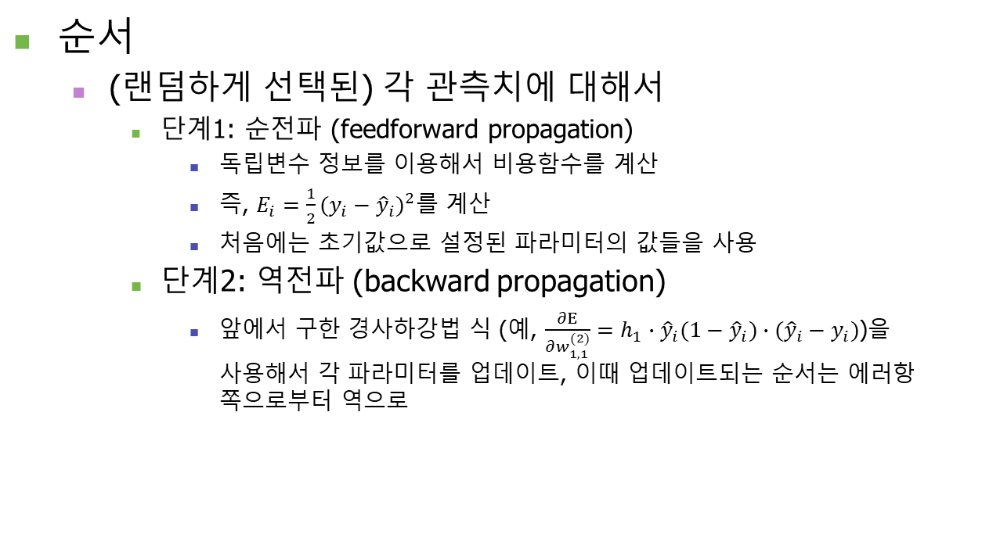 순서
(랜덤하게 선택된) 각 관측치에 대해서
단계1: 순전파 (feedforward propagation)
독립변수 정보를 이용해서 비용함수를 계산
즉, $E_i = \frac{1}{2}(y_i - \hat{y}_i)^2$를 계산
처음에는 초기값으로 설정된 파라미터의 값들을 사용
단계2: 역전파 (backward propagation)
앞에서 구한 경사하강법 식 (예, $\frac{\partial \mathrm{E}}{\partial w_{1,1}^{(2)}} = h_1 \cdot \hat{y}_i(1 - \hat{y}_i) \cdot (\hat{y}_i - y_i)$)을
사용해서 각 파라미터를 업데이트, 이때 업데이트되는 순서는 에러항
쪽으로부터 역으로